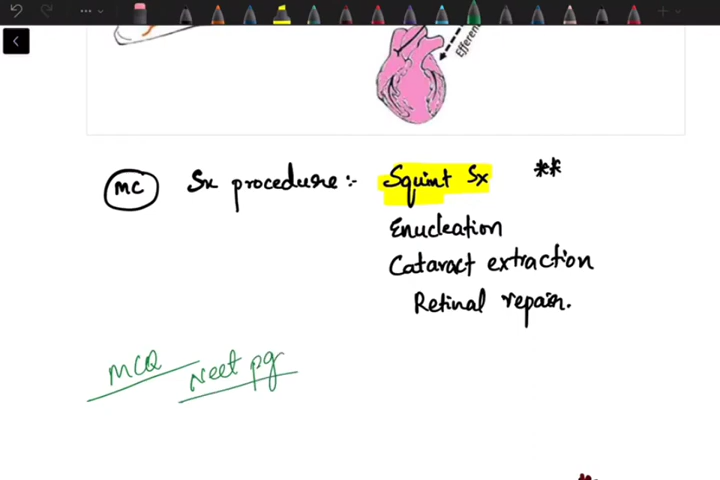 Efferent
MC Sx procedure:- Squint Sx **
Enucleation
Cataract extraction
Retinal repair.
MCQ Neet pg